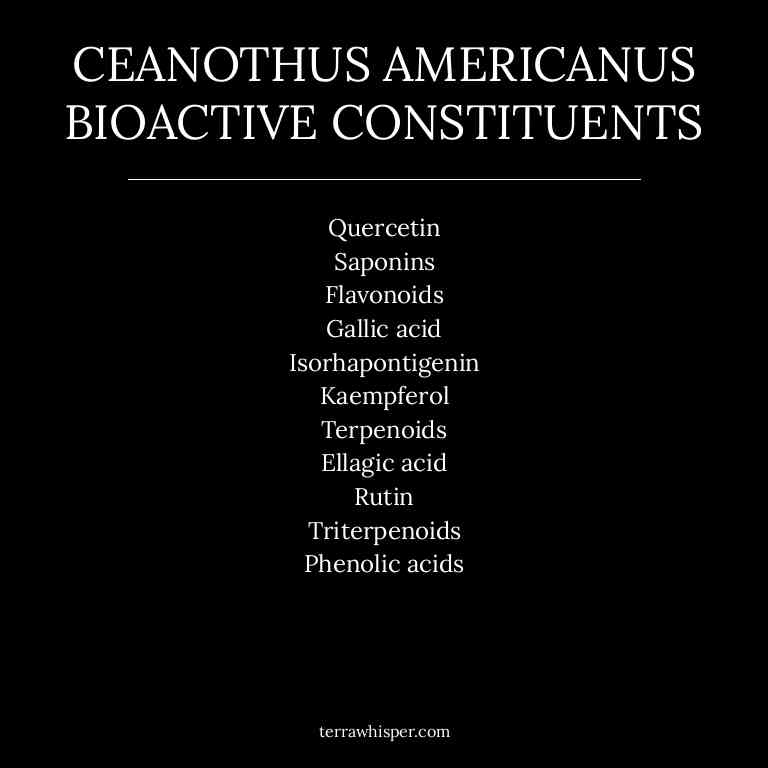 CEANOTHUS AMERICANUS
BIOACTIVE CONSTITUENTS
Quercetin
Saponins
Flavonoids
Gallic acid
Isorhapontigenin
Kaempferol
Terpenoids
Ellagic acid
Rutin
Triterpenoids
Phenolic acids
terrawhisper.com